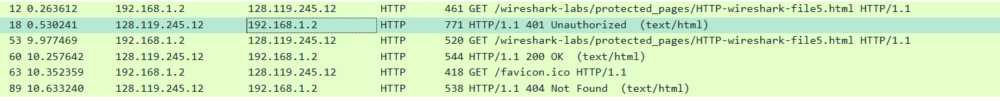 12 0.263612 192.168.1.2 128.119.245.12 HTTP 461 GET /wireshark-labs/protected_pages/HTTP-wireshark-file5.html HTTP/1.1
18 0.530241 128.119.245.12 192.168.1.2 HTTP 771 HTTP/1.1 401 Unauthorized (text/html)
53 9.977469 192.168.1.2 128.119.245.12 HTTP 520 GET /wireshark-labs/protected_pages/HTTP-wireshark-file5.html HTTP/1.1
60 10.257642 128.119.245.12 192.168.1.2 HTTP 544 HTTP/1.1 200 OK (text/html)
63 10.352359 192.168.1.2 128.119.245.12 HTTP 418 GET /favicon.ico HTTP/1.1
89 10.633240 128.119.245.12 192.168.1.2 HTTP 538 HTTP/1.1 404 Not Found (text/html)